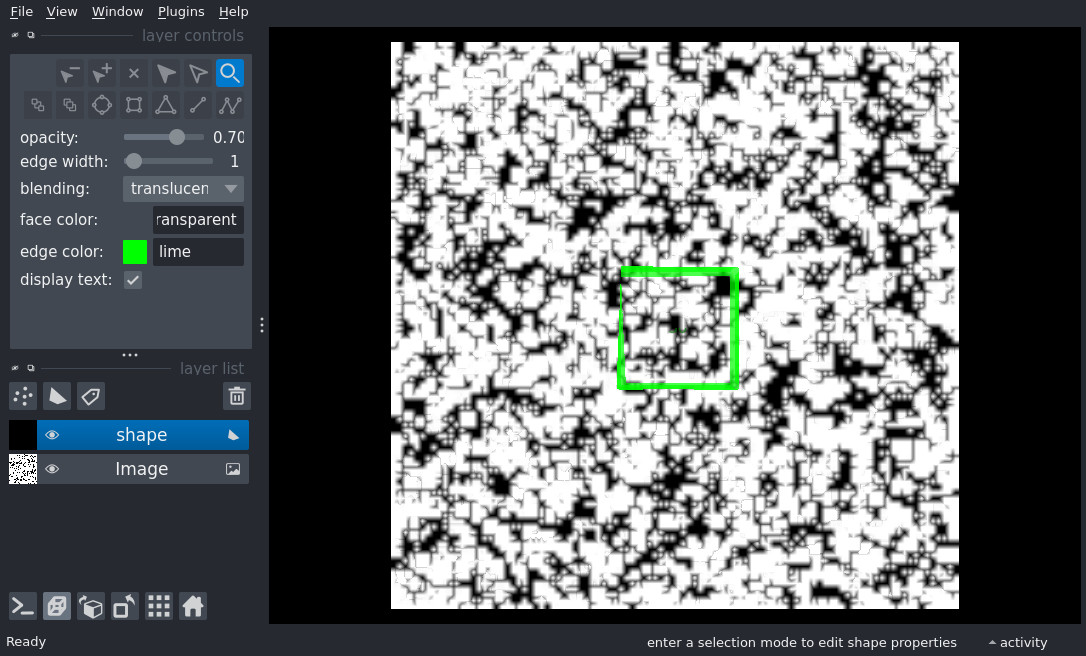 File View Window Plugins Help
layer controls
opacity: 0.70
edge width: 1
blending: translucen
face color: ransparent
edge color: lime
display text:
layer list
shape
Image
Ready enter a selection mode to edit shape properties activity